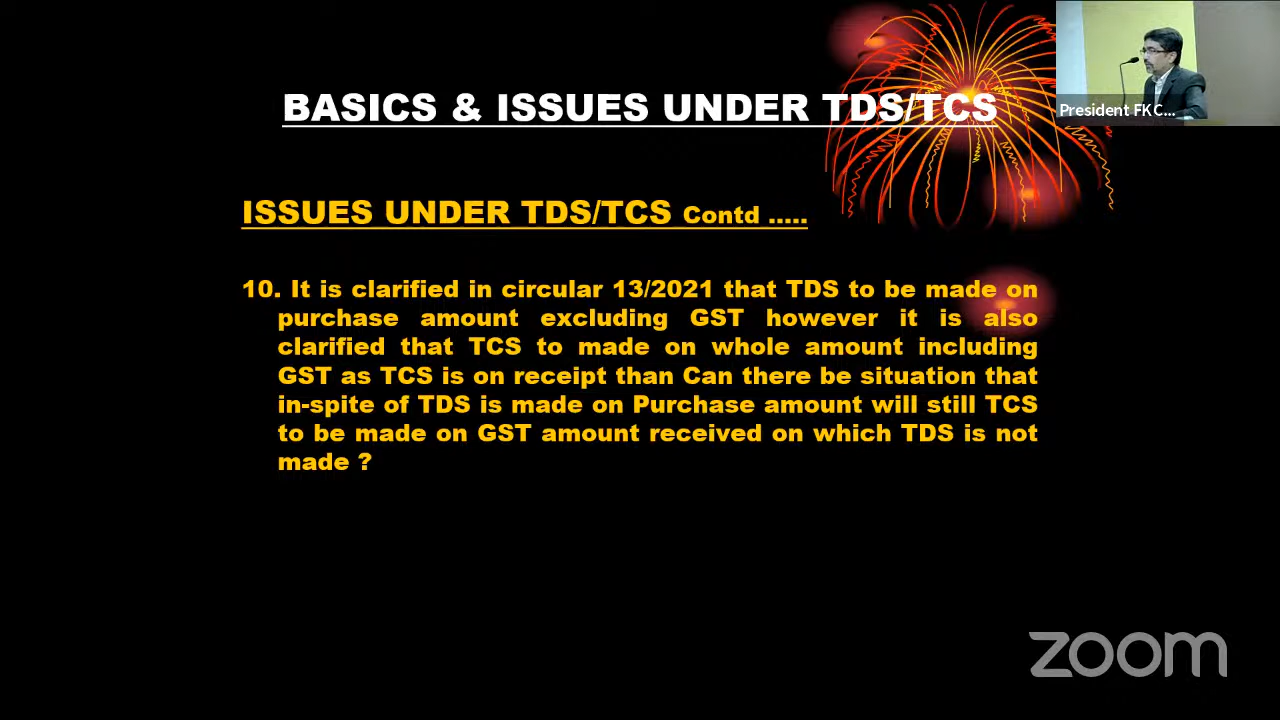 BASICS & ISSUES UNDER TDS/TCS
President FKC...
ISSUES UNDER TDS/TCS Contd .....
10. It is clarified in circular 13/2021 that TDS to be made on
purchase amount excluding GST however it is also
clarified that TCS to made on whole amount including
GST as TCS is on receipt than Can there be situation that
in-spite of TDS is made on Purchase amount will still TCS
to be made on GST amount received on which TDS is not
made ?
zoom